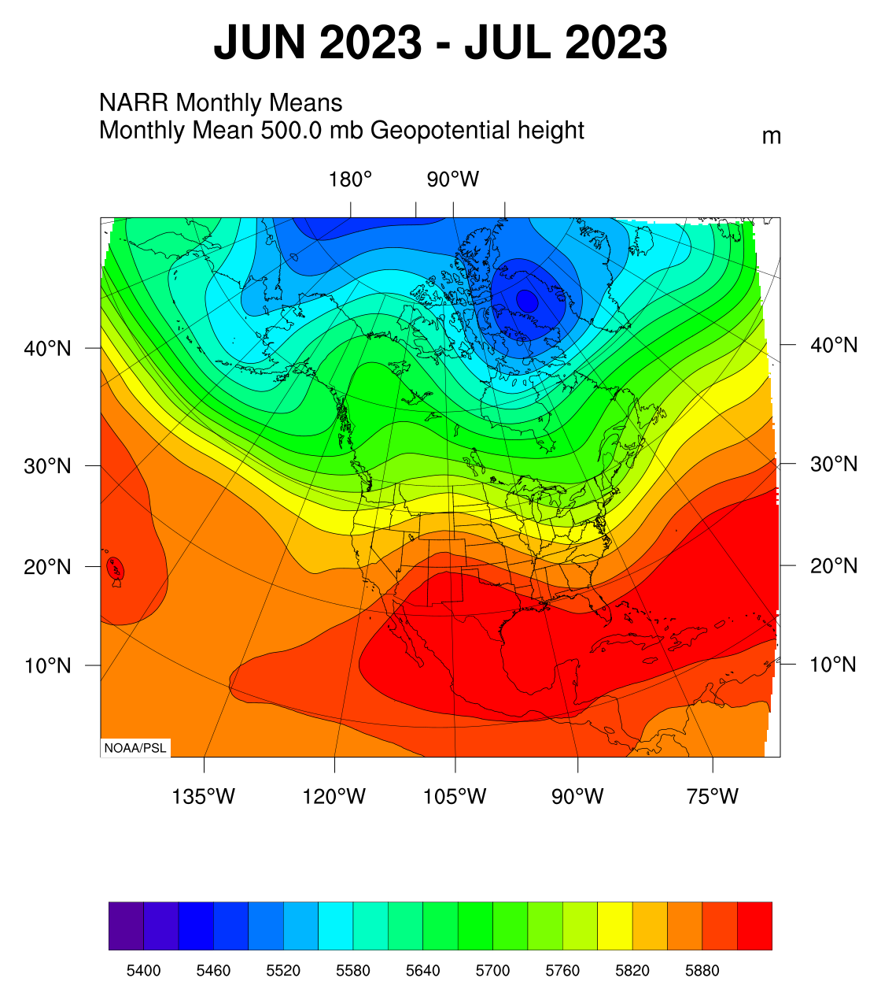 JUN 2023 - JUL 2023
NARR Monthly Means
Monthly Mean 500.0 mb Geopotential height
m
180° 90°W
40°N 40°N
30°N 30°N
20°N 20°N
10°N 10°N
NOAA/PSL
135°W 120°W 105°W 90°W 75°W
5400 5460 5520 5580 5640 5700 5760 5820 5880